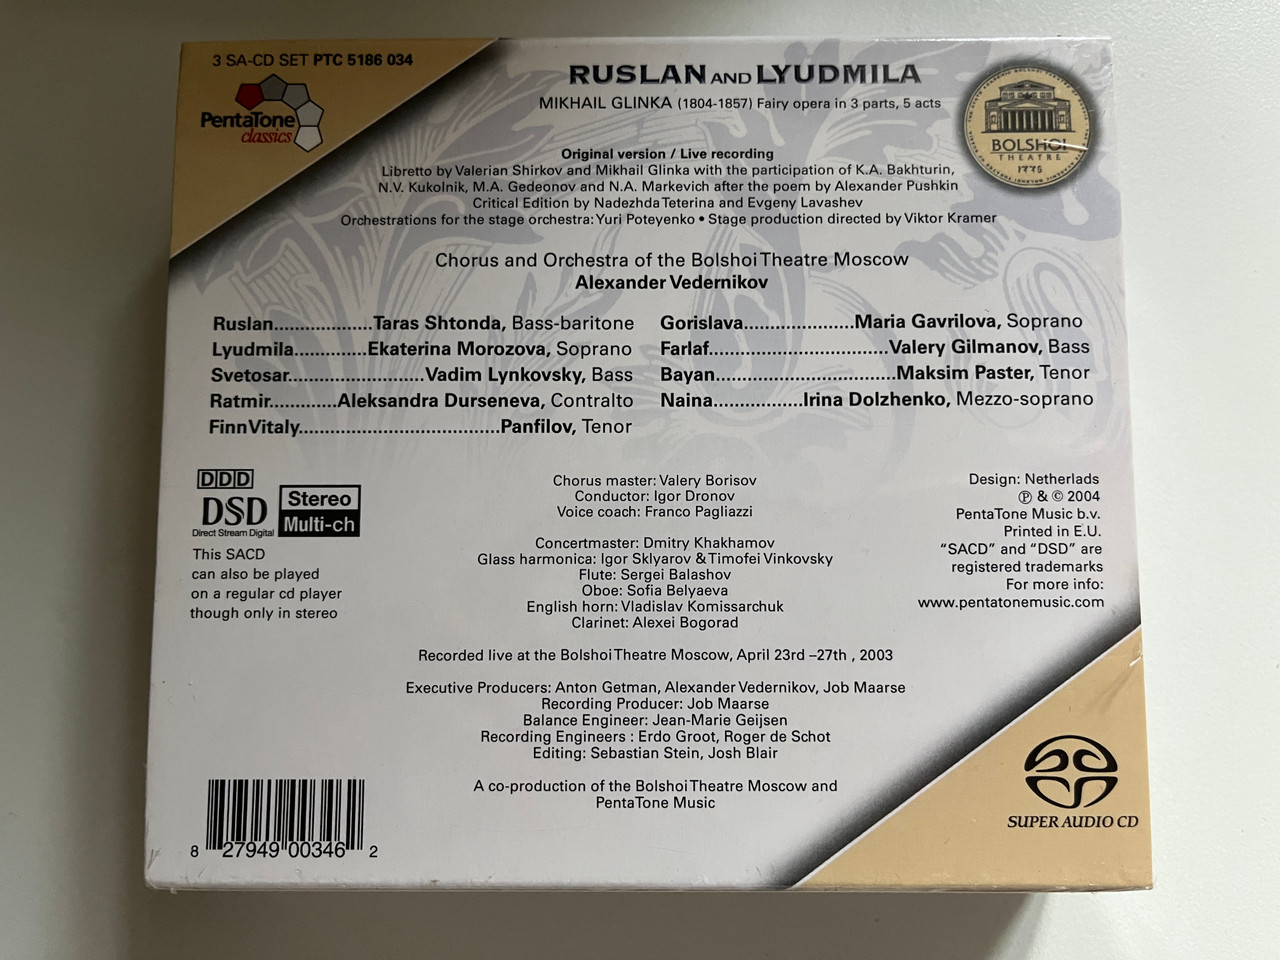 3 SA-CD SET PTC 5186 034
PentaTone
classics
RUSLAN AND LYUDMILA
MIKHAIL GLINKA (1804-1857) Fairy opera in 3 parts, 5 acts
BOLSHOI
THEATRE
1776
Original version / Live recording
Libretto by Valerian Shirkov and Mikhail Glinka with the participation of K.A. Bakhturin,
N.V. Kukolnik, M.A. Gedeonov and N.A. Markevich after the poem by Alexander Pushkin
Critical Edition by Nadezhda Teterina and Evgeny Lavashev
Orchestrations for the stage orchestra: Yuri Poteyenko • Stage production directed by Viktor Kramer
Chorus and Orchestra of the Bolshoi Theatre Moscow
Alexander Vedernikov
Ruslan..................Taras Shtonda, Bass-baritone
Lyudmila.............Ekaterina Morozova, Soprano
Svetosar.........................Vadim Lynkovsky, Bass
Ratmir............Aleksandra Durseneva, Contralto
FinnVitaly.....................................Panfilov, Tenor
Gorislava....................Maria Gavrilova, Soprano
Farlaf.................................Valery Gilmanov, Bass
Bayan.................................Maksim Paster, Tenor
Naina................Irina Dolzhenko, Mezzo-soprano
DDD
DSD
Direct Stream Digital
Stereo
Multi-ch
This SACD
can also be played
on a regular cd player
though only in stereo
Chorus master: Valery Borisov
Conductor: Igor Dronov
Voice coach: Franco Pagliazzi
Concertmaster: Dmitry Khakhamov
Glass harmonica: Igor Sklyarov & Timofei Vinkovsky
Flute: Sergei Balashov
Oboe: Sofia Belyaeva
English horn: Vladislav Komissarchuk
Clarinet: Alexei Bogorad
Design: Netherlads
℗ & © 2004
PentaTone Music b.v.
Printed in E.U.
“SACD” and “DSD” are
registered trademarks
For more info:
www.pentatonemusic.com
Recorded live at the Bolshoi Theatre Moscow, April 23rd –27th , 2003
Executive Producers: Anton Getman, Alexander Vedernikov, Job Maarse
Recording Producer: Job Maarse
Balance Engineer: Jean-Marie Geijsen
Recording Engineers : Erdo Groot, Roger de Schot
Editing: Sebastian Stein, Josh Blair
A co-production of the Bolshoi Theatre Moscow and
PentaTone Music
8 27949 00346 2
SUPER AUDIO CD